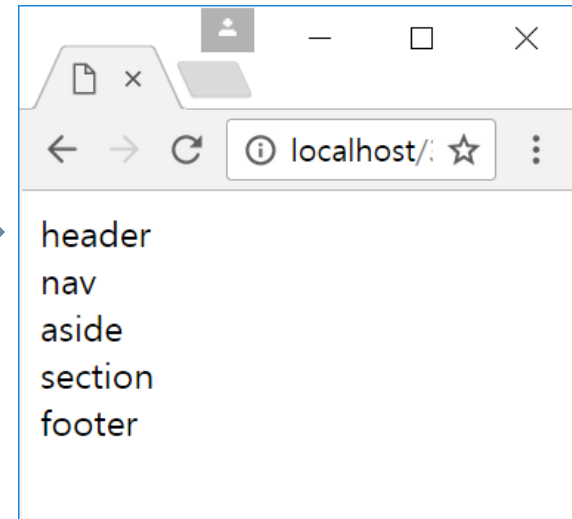 localhost/
header
nav
aside
section
footer